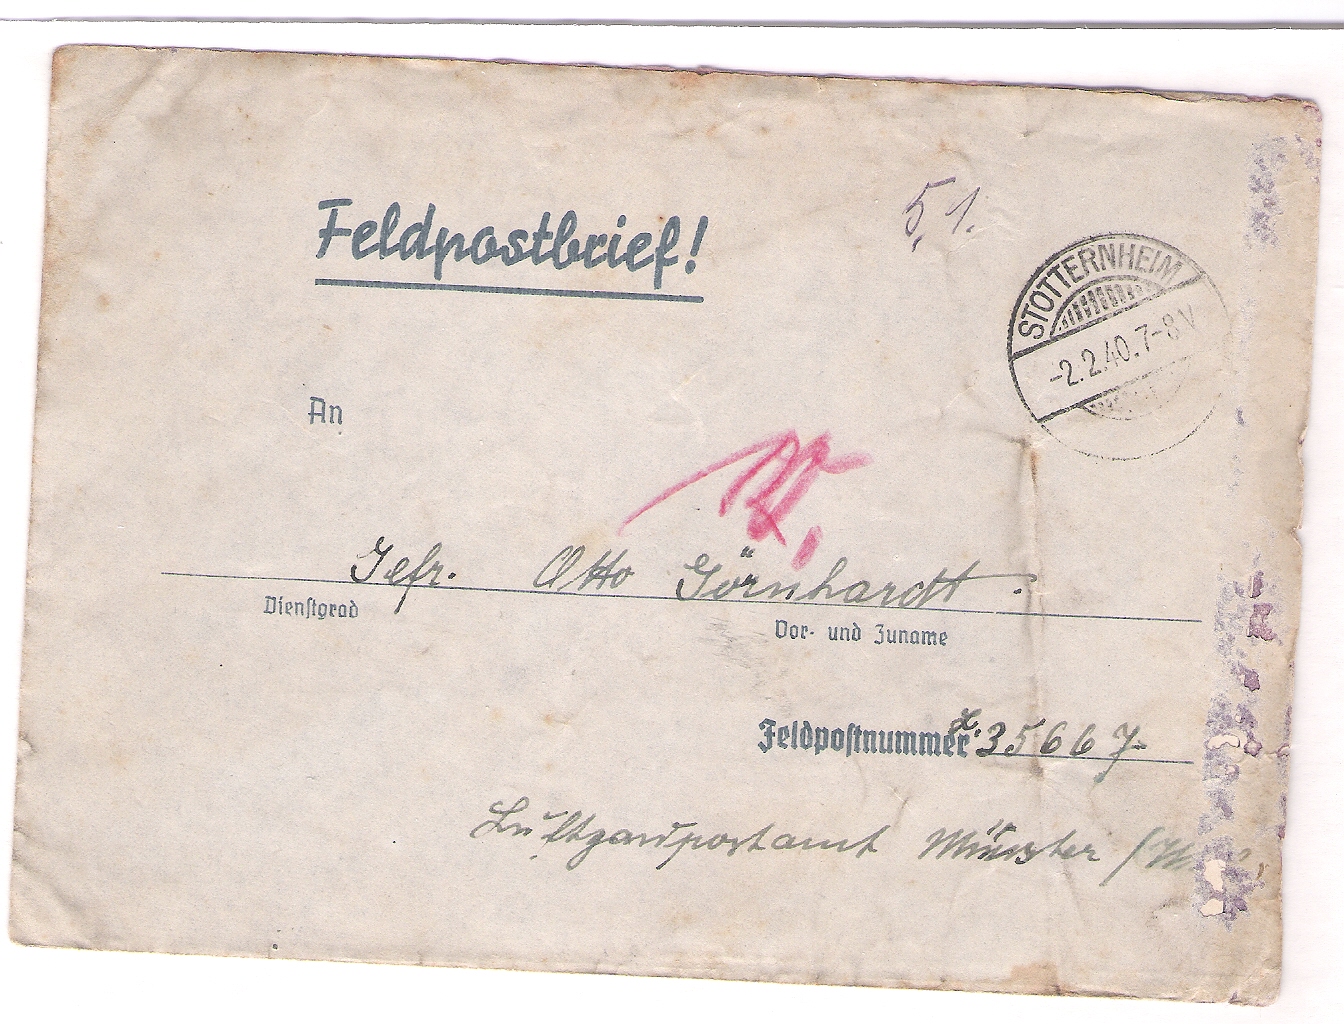 Feldpostbrief!
5.1.
STOTTERNHEIM
-2.2.40.7-8V
An
Gefr. Otto Görnhardt.
Dienstgrad
Vor- und Zuname
Feldpostnummer L 35667
Luftgaupostamt Münster